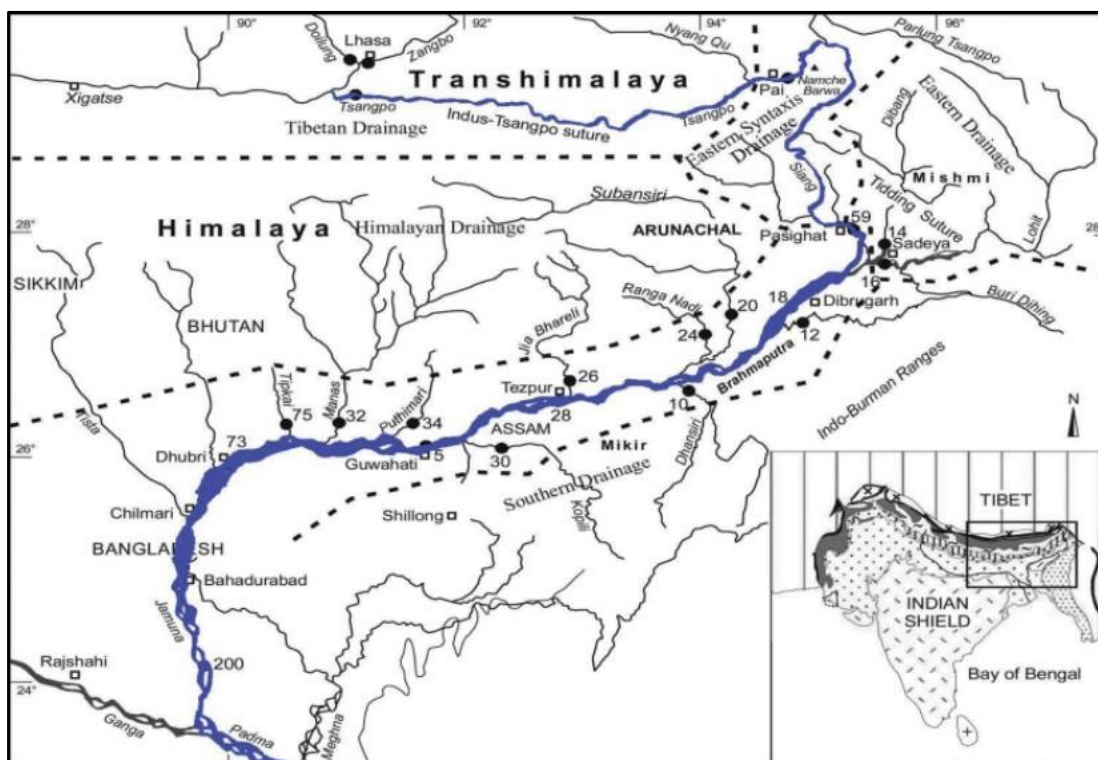 90
92
94
96
Doilung
Lhasa
Zangbo
Nyang Qu
Parlung Tsangpo
Xigatse
Transhimalaya
Pai
Namche
Barwa
Tsangpo
Tibetan Drainage
Indus-Tsangpo suture
Tsangpo
Eastern Syntaxis
Drainage
Dibang
Eastern Drainage
Siang
Mishmi
Tidding Suture
Subansiri
Himalaya
Himalayan Drainage
ARUNACHAL
59
Pasighat
14
Sadeya
Lohit
28°
28
16
SIKKIM
BHUTAN
Ranga Nadi
20
18
Dibrugarh
Buri Dihing
12
24
Jia Bhareli
Brahmaputra
Tista
Tipkai
75
Manas
32
Puthimari
34
26
Tezpur
28
10
Indo-Burman Ranges
N
26°
Dhubri
73
Guwahati
5
ASSAM
30
Mikir
Dhansiri
Southern Drainage
Kopili
Chilmari
Shillong
BANGLADESH
Bahadurabad
Jamuna
Rajshahi
200
24°
Ganga
Padma
Meghna
TIBET
INDIAN
SHIELD
Bay of Bengal